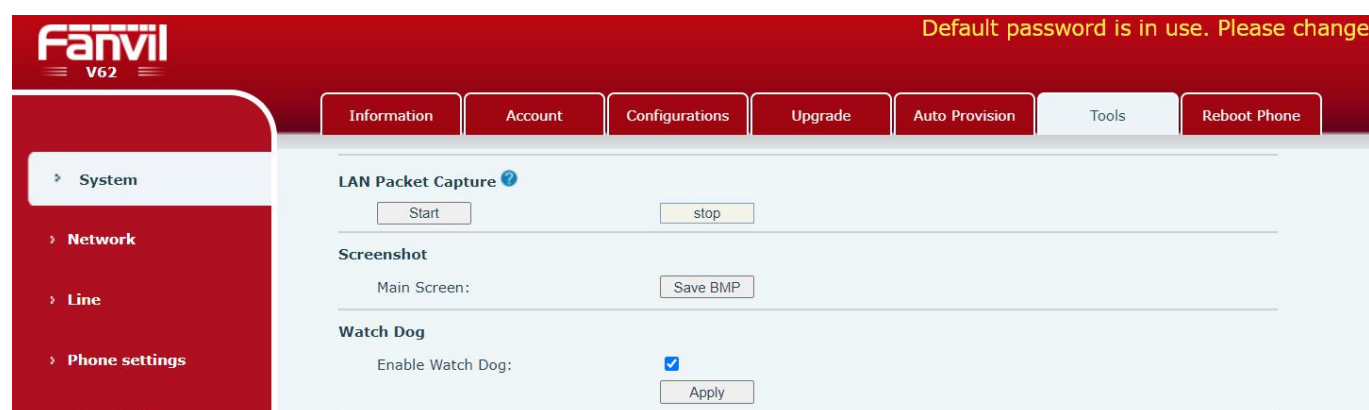 Default password is in use. Please change
Fanvil
V62
Information Account Configurations Upgrade Auto Provision Tools Reboot Phone
System
LAN Packet Capture ?
Start stop
Network
Screenshot
Main Screen: Save BMP
Line
Watch Dog
Phone settings
Enable Watch Dog:
Apply